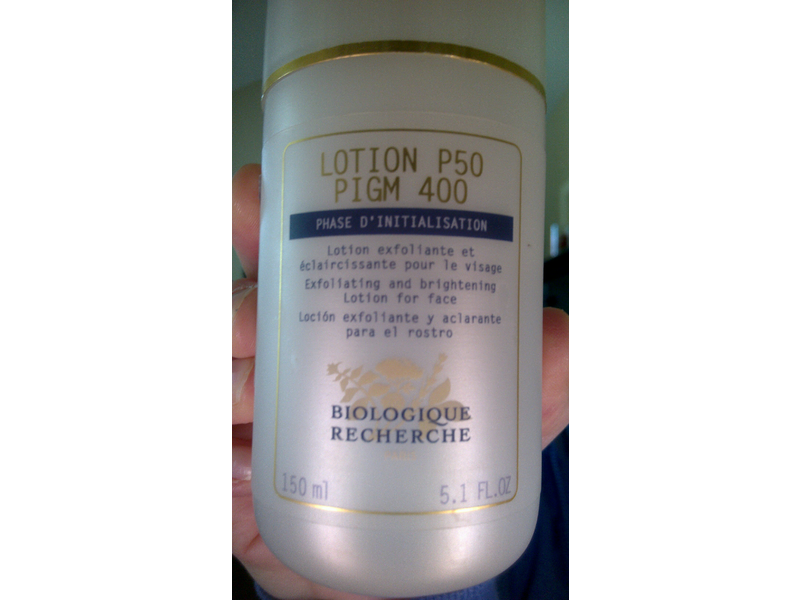 LOTION P50
PIGM 400
PHASE D'INITIALISATION
Lotion exfoliante et
éclaircissante pour le visage
Exfoliating and brightening
Lotion for face
Loción exfoliante y aclarante
para el rostro
BIOLOGIQUE
RECHERCHE
150 ml
5.1 FL.OZ